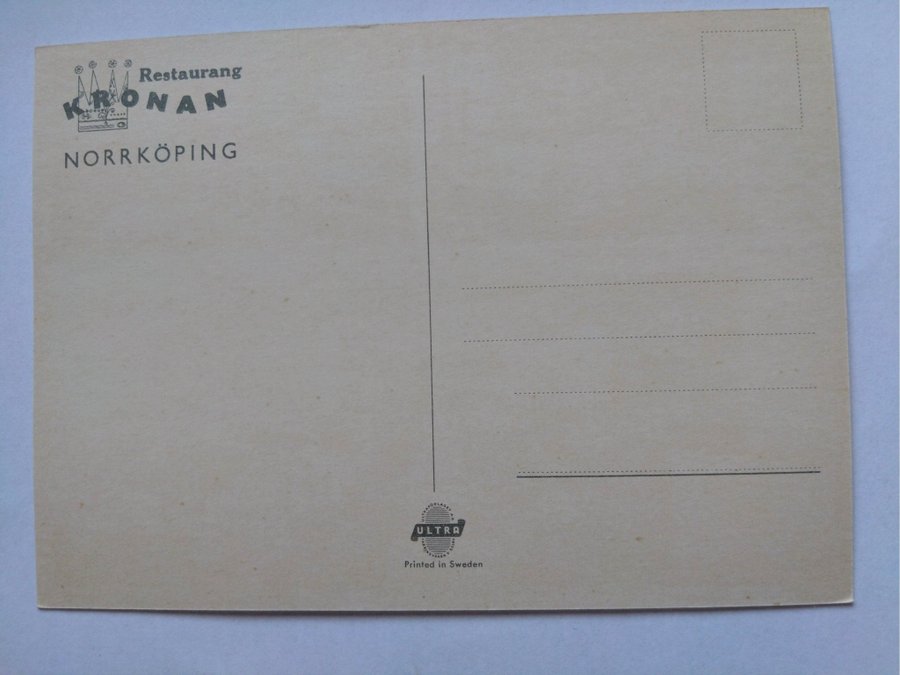 Restaurang
KRONAN
NORRKÖPING
ULTRA
Printed in Sweden